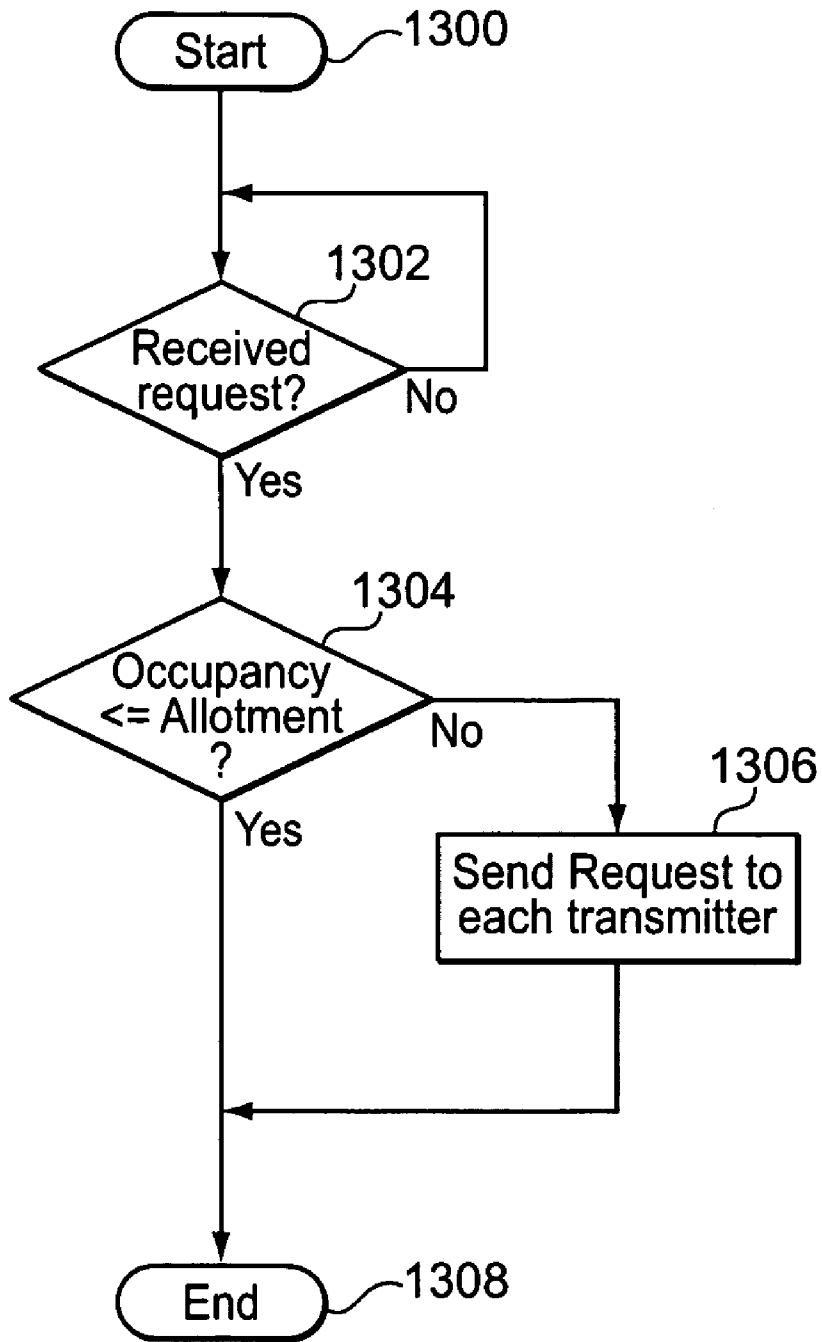 Start
1300
1302
Received
request?
No
Yes
1304
Occupancy
<= Allotment
?
No
Yes
1306
Send Request to
each transmitter
End
1308